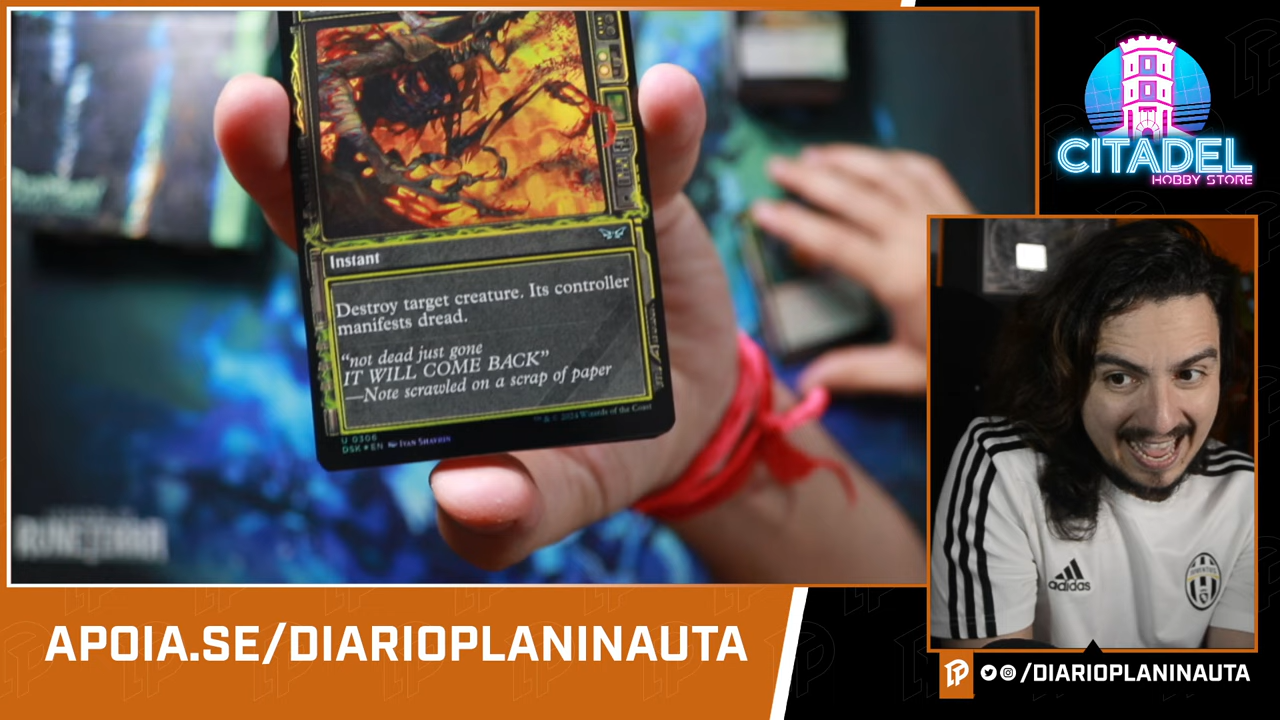 CITADEL
HOBBY STORE
Instant
Destroy target creature. Its controller
manifests dread.
“not dead just gone
IT WILL COME BACK”
—Note scrawled on a scrap of paper
™ & © 2024 Wizards of the Coast
U 0306
DSK EN Ivan Shavrin
adidas
JUVENTUS
APOIA.SE/DIARIOPLANINAUTA
/DIARIOPLANINAUTA